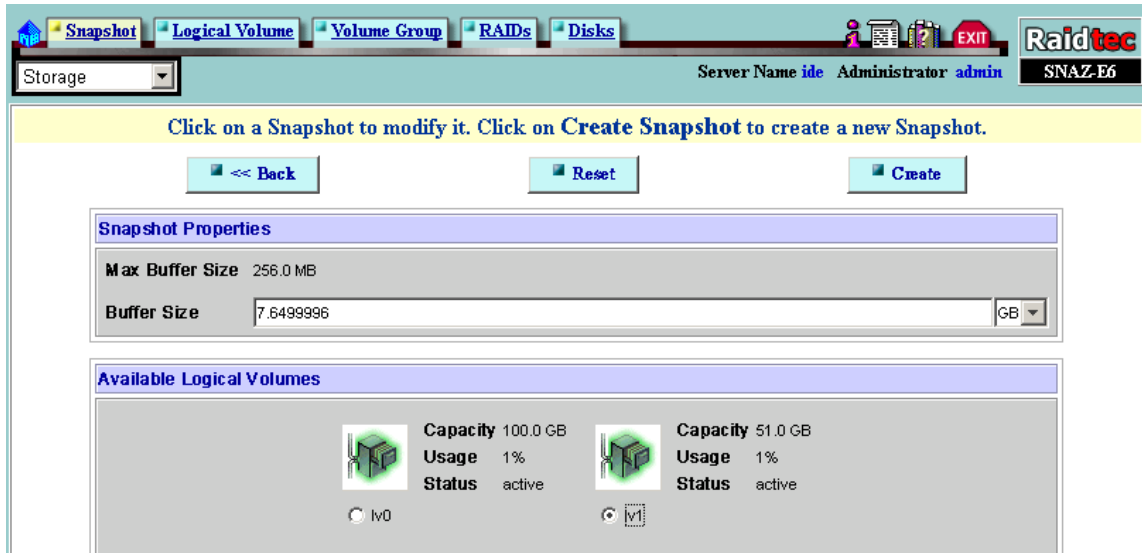 Snapshot Logical Volume Volume Group RAIDs Disks EXIT Raidtec
Storage Server Name ide Administrator admin SNAZ-E6
Click on a Snapshot to modify it. Click on Create Snapshot to create a new Snapshot.
<< Back Reset Create
Snapshot Properties
Max Buffer Size 256.0 MB
Buffer Size 7.6499996 GB
Available Logical Volumes
Capacity 100.0 GB Capacity 51.0 GB
Usage 1% Usage 1%
Status active Status active
lv0 lv1